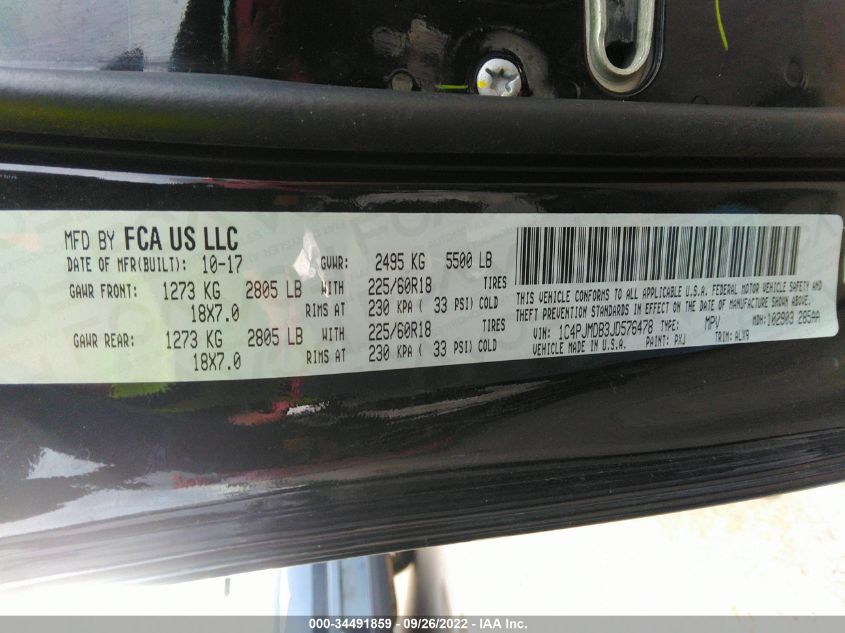 MFD BY FCA US LLC
DATE OF MFR(BUILT): 10-17 GVWR: 2495 KG 5500 LB
GAWR FRONT: 1273 KG 2805 LB WITH 225/60R18 TIRES
18X7.0 RIMS AT 230 KPA ( 33 PSI) COLD
GAWR REAR: 1273 KG 2805 LB WITH 225/60R18 TIRES
18X7.0 RIMS AT 230 KPA ( 33 PSI) COLD
THIS VEHICLE CONFORMS TO ALL APPLICABLE U.S.A. FEDERAL MOTOR VEHICLE SAFETY AND
THEFT PREVENTION STANDARDS IN EFFECT ON THE DATE OF MANUFACTURE SHOWN ABOVE.
VIN: 1C4PJMDB3JD576478 TYPE: MPV MDH: 102903 285AA
VEHICLE MADE IN U.S.A. PAINT: PXJ TRIM: ALX9
000-34491859 - 09/26/2022 - IAA Inc.